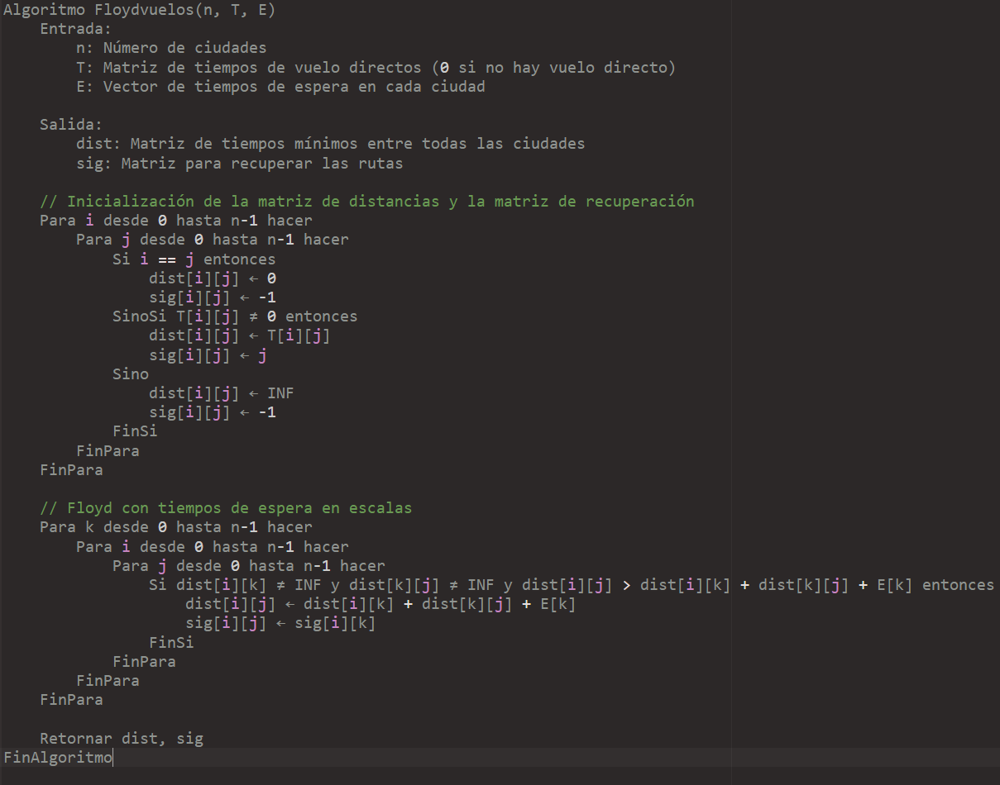 Algoritmo Floydvuelos(n, T, E)
    Entrada:
        n: Número de ciudades
        T: Matriz de tiempos de vuelo directos (0 si no hay vuelo directo)
        E: Vector de tiempos de espera en cada ciudad

    Salida:
        dist: Matriz de tiempos mínimos entre todas las ciudades
        sig: Matriz para recuperar las rutas

    // Inicialización de la matriz de distancias y la matriz de recuperación
    Para i desde 0 hasta n-1 hacer
        Para j desde 0 hasta n-1 hacer
            Si i == j entonces
                dist[i][j] ← 0
                sig[i][j] ← -1
            SinoSi T[i][j] ≠ 0 entonces
                dist[i][j] ← T[i][j]
                sig[i][j] ← j
            Sino
                dist[i][j] ← INF
                sig[i][j] ← -1
            FinSi
        FinPara
    FinPara

    // Floyd con tiempos de espera en escalas
    Para k desde 0 hasta n-1 hacer
        Para i desde 0 hasta n-1 hacer
            Para j desde 0 hasta n-1 hacer
                Si dist[i][k] ≠ INF y dist[k][j] ≠ INF y dist[i][j] > dist[i][k] + dist[k][j] + E[k] entonces
                    dist[i][j] ← dist[i][k] + dist[k][j] + E[k]
                    sig[i][j] ← sig[i][k]
                FinSi
            FinPara
        FinPara
    FinPara

    Retornar dist, sig
FinAlgoritmo